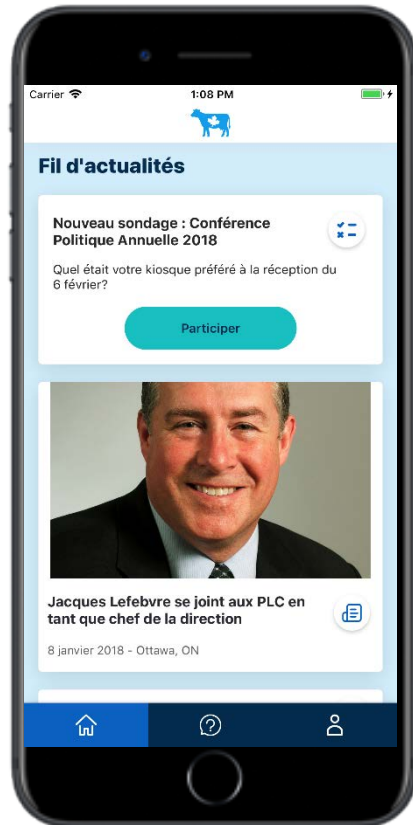 Carrier 1:08 PM
Fil d'actualités
Nouveau sondage : Conférence
Politique Annuelle 2018
Quel était votre kiosque préféré à la réception du
6 février?
Participer
Jacques Lefebvre se joint aux PLC en
tant que chef de la direction
8 janvier 2018 - Ottawa, ON